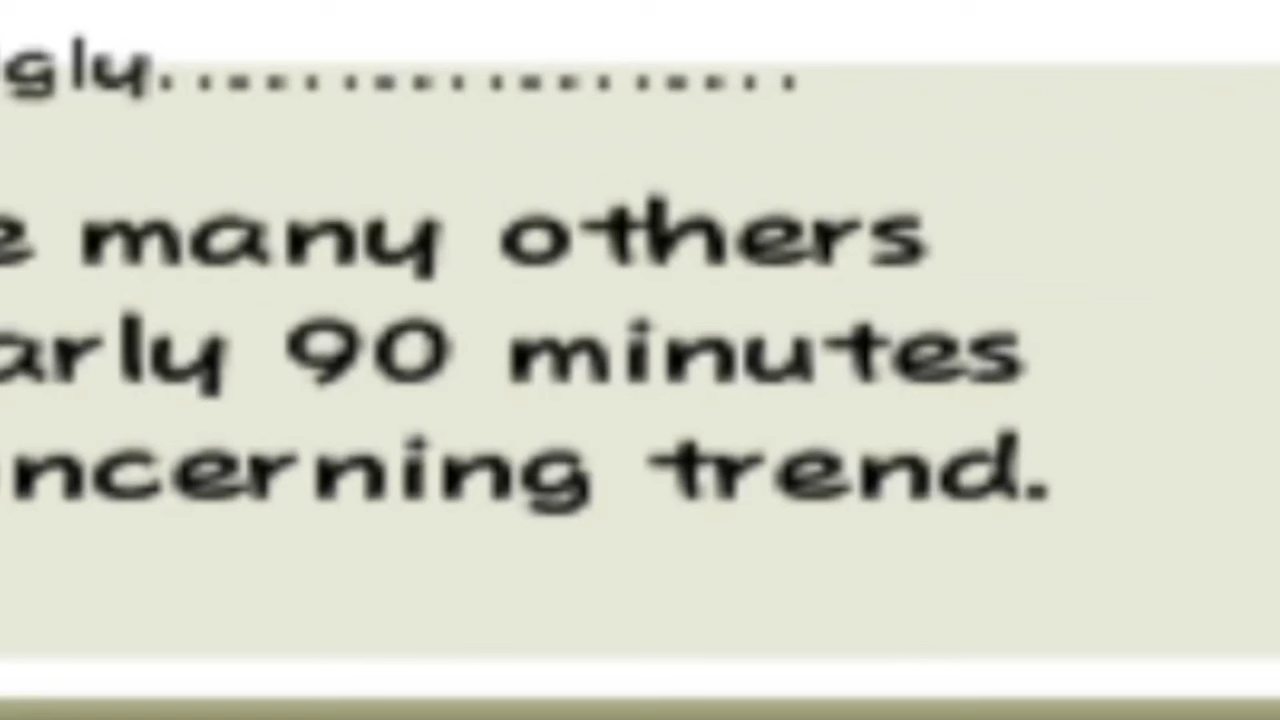 gly......................
e many others
arly 90 minutes
ncerning trend.